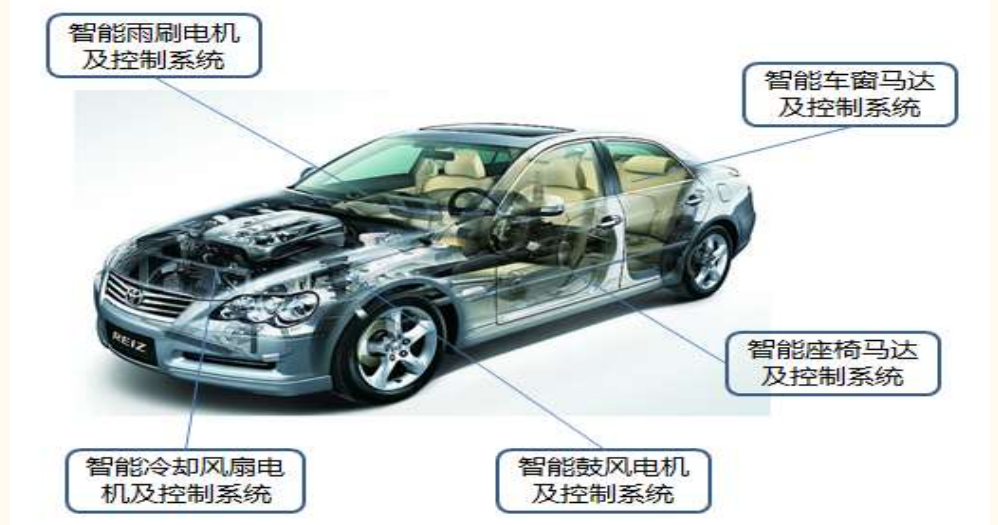 智能雨刷电机
及控制系统
智能车窗马达
及控制系统
REIZ
智能座椅马达
及控制系统
智能冷却风扇电
机及控制系统
智能鼓风电机
及控制系统